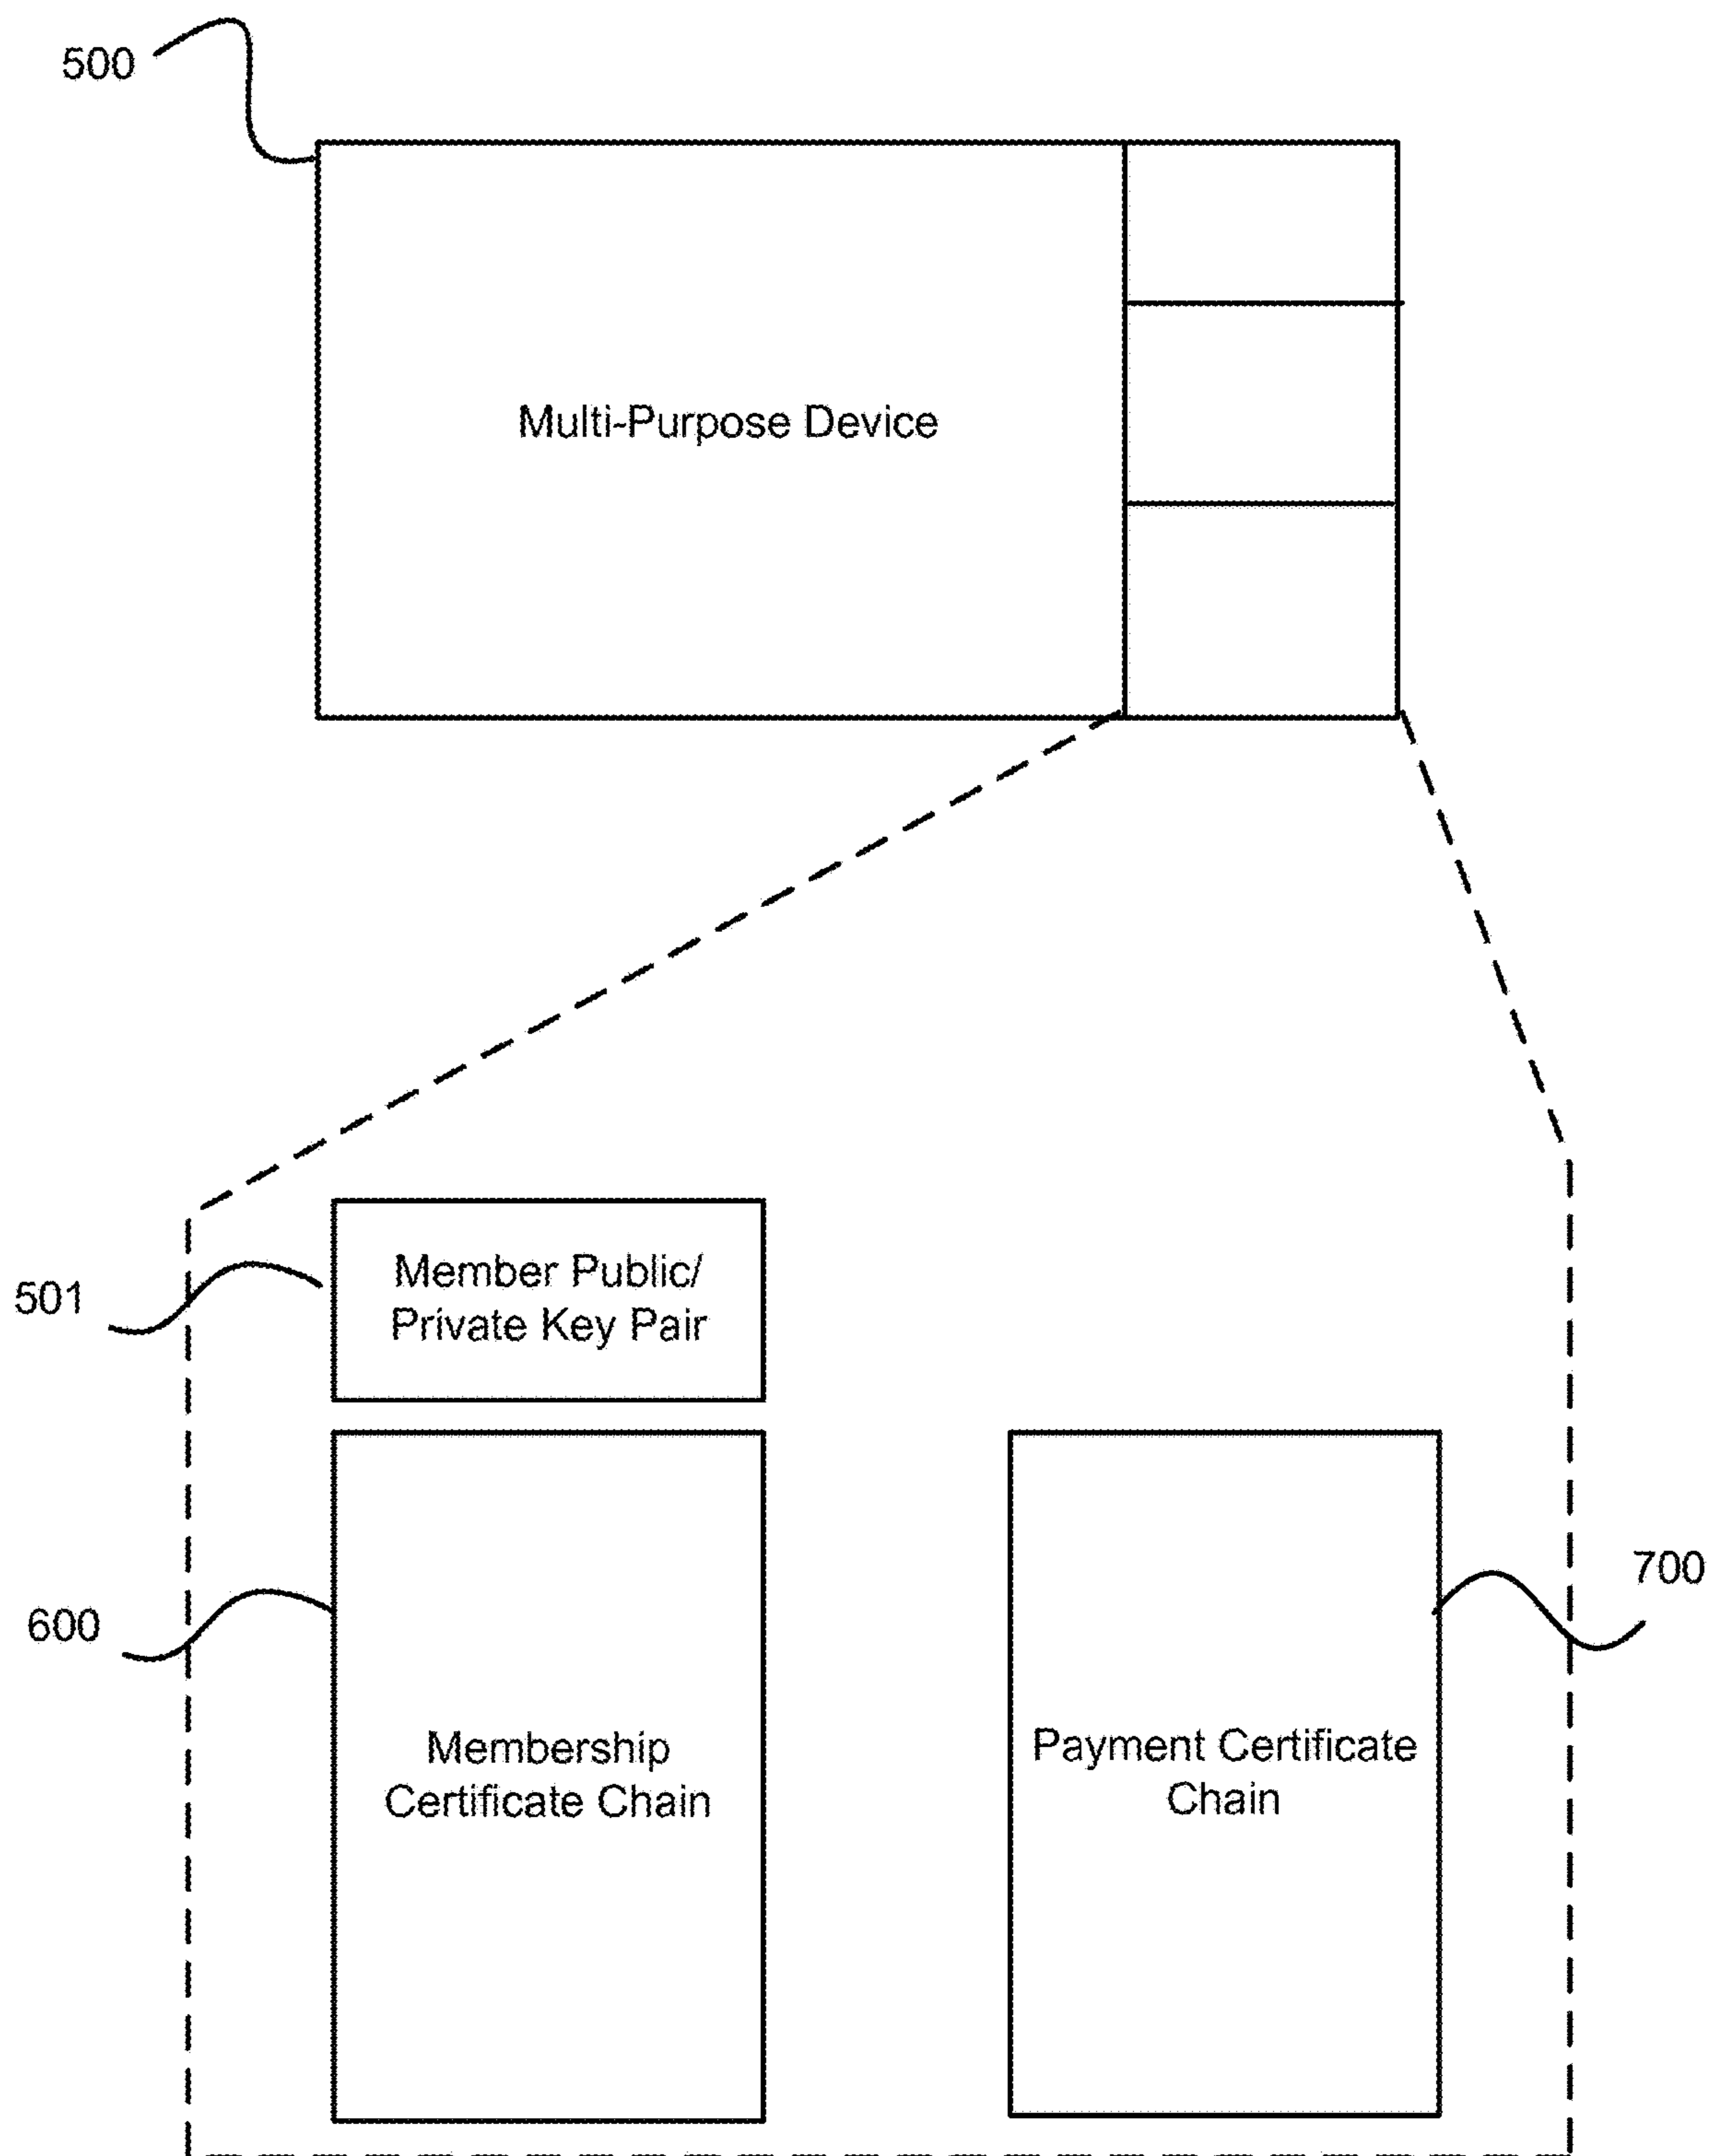 500
Multi-Purpose Device
501
Member Public/
Private Key Pair
600
Membership
Certificate Chain
700
Payment Certificate
Chain